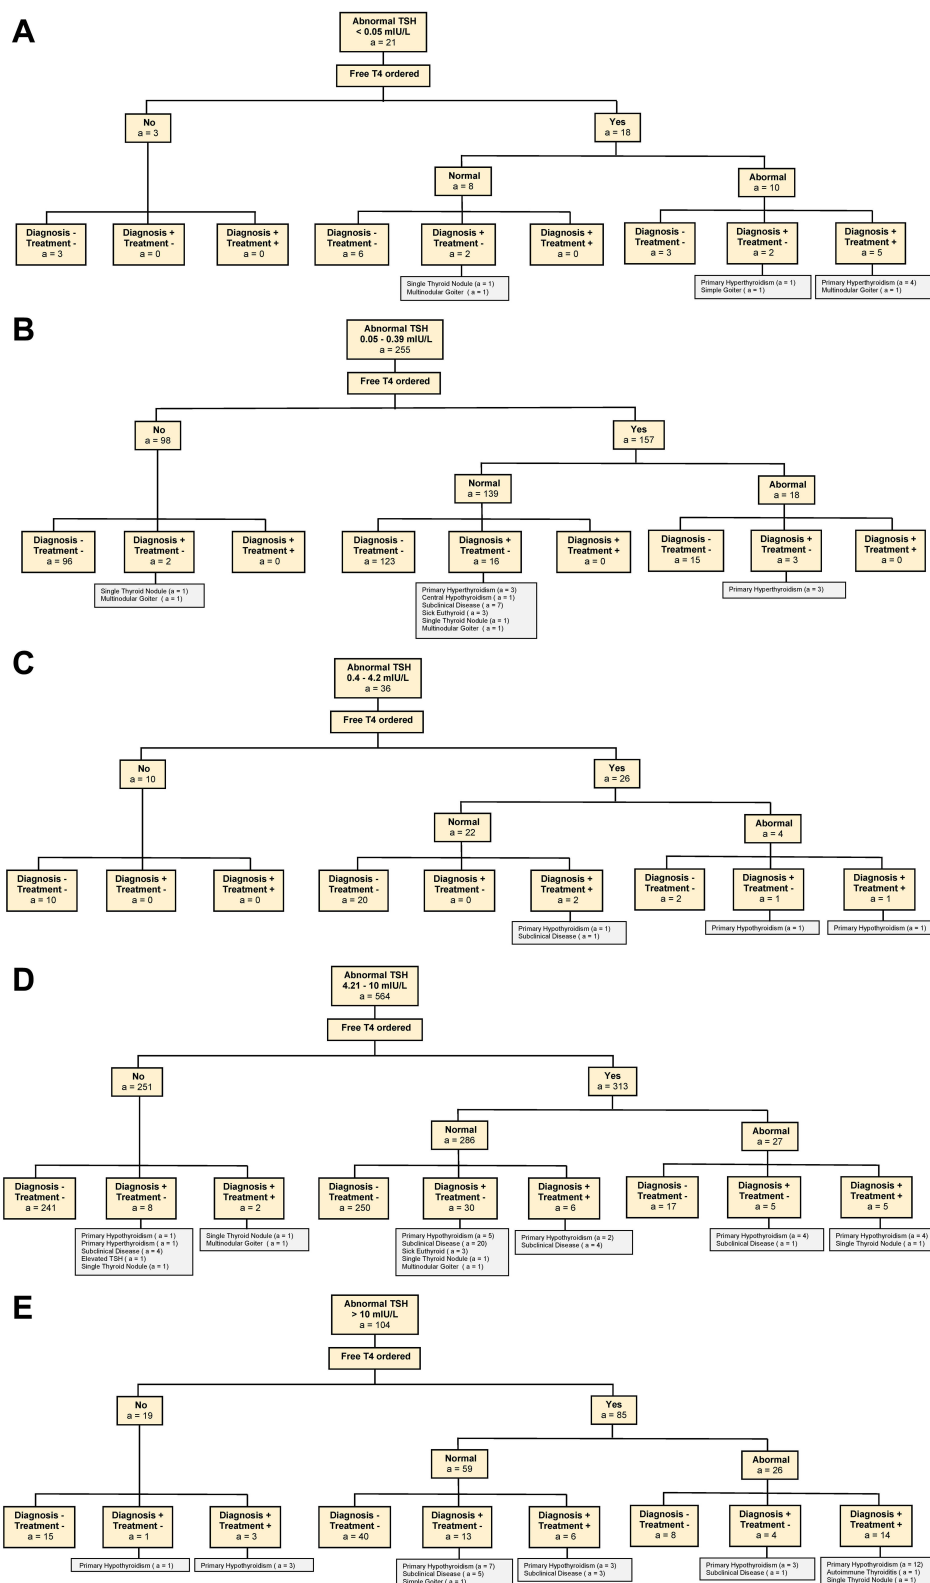 A
Abnormal TSH
< 0.05 mIU/L
a = 21
Free T4 ordered
No
a = 3
Yes
a = 18
Normal
a = 8
Abormal
a = 10
Diagnosis -
Treatment -
a = 3
Diagnosis +
Treatment -
a = 0
Diagnosis +
Treatment +
a = 0
Diagnosis -
Treatment -
a = 6
Diagnosis +
Treatment -
a = 2
Diagnosis +
Treatment +
a = 0
Diagnosis -
Treatment -
a = 3
Diagnosis +
Treatment -
a = 2
Diagnosis +
Treatment +
a = 5
Single Thyroid Nodule (a = 1)
Multinodular Goiter ( a = 1)
Primary Hyperthyroidism (a = 1)
Simple Goiter ( a = 1)
Primary Hyperthyroidism (a = 4)
Multinodular Goiter ( a = 1)
B
Abnormal TSH
0.05 - 0.39 mIU/L
a = 255
Free T4 ordered
No
a = 98
Yes
a = 157
Normal
a = 139
Abormal
a = 18
Diagnosis -
Treatment -
a = 96
Diagnosis +
Treatment -
a = 2
Diagnosis +
Treatment +
a = 0
Diagnosis -
Treatment -
a = 123
Diagnosis +
Treatment -
a = 16
Diagnosis +
Treatment +
a = 0
Diagnosis -
Treatment -
a = 15
Diagnosis +
Treatment -
a = 3
Diagnosis +
Treatment +
a = 0
Single Thyroid Nodule (a = 1)
Multinodular Goiter ( a = 1)
Primary Hyperthyroidism (a = 3)
Central Hypothyroidism ( a = 1)
Subclinical Disease ( a = 7)
Sick Euthyroid ( a = 3)
Single Thyroid Nodule (a = 1)
Multinodular Goiter ( a = 1)
Primary Hyperthyroidism (a = 3)
C
Abnormal TSH
0.4 - 4.2 mIU/L
a = 36
Free T4 ordered
No
a = 10
Yes
a = 26
Normal
a = 22
Abormal
a = 4
Diagnosis -
Treatment -
a = 10
Diagnosis +
Treatment -
a = 0
Diagnosis +
Treatment +
a = 0
Diagnosis -
Treatment -
a = 20
Diagnosis +
Treatment -
a = 0
Diagnosis +
Treatment +
a = 2
Diagnosis -
Treatment -
a = 2
Diagnosis +
Treatment -
a = 1
Diagnosis +
Treatment +
a = 1
Primary Hypothyroidism (a = 1)
Subclinical Disease ( a = 1)
Primary Hypothyroidism (a = 1)
Primary Hypothyroidism (a = 1)
D
Abnormal TSH
4.21 - 10 mIU/L
a = 564
Free T4 ordered
No
a = 251
Yes
a = 313
Normal
a = 286
Abormal
a = 27
Diagnosis -
Treatment -
a = 241
Diagnosis +
Treatment -
a = 8
Diagnosis +
Treatment +
a = 2
Diagnosis -
Treatment -
a = 250
Diagnosis +
Treatment -
a = 30
Diagnosis +
Treatment +
a = 6
Diagnosis -
Treatment -
a = 17
Diagnosis +
Treatment -
a = 5
Diagnosis +
Treatment +
a = 5
Primary Hypothyroidism (a = 1)
Primary Hyperthyroidism (a = 1)
Subclinical Disease ( a = 4)
Elevated TSH ( a = 1)
Single Thyroid Nodule (a = 1)
Single Thyroid Nodule (a = 1)
Multinodular Goiter ( a = 1)
Primary Hypothyroidism (a = 5)
Subclinical Disease ( a = 20)
Sick Euthyroid ( a = 3)
Single Thyroid Nodule (a = 1)
Multinodular Goiter ( a = 1)
Primary Hypothyroidism (a = 2)
Subclinical Disease ( a = 4)
Primary Hypothyroidism (a = 4)
Subclinical Disease ( a = 1)
Primary Hypothyroidism (a = 4)
Single Thyroid Nodule ( a = 1)
E
Abnormal TSH
> 10 mIU/L
a = 104
Free T4 ordered
No
a = 19
Yes
a = 85
Normal
a = 59
Abormal
a = 26
Diagnosis -
Treatment -
a = 15
Diagnosis +
Treatment -
a = 1
Diagnosis +
Treatment +
a = 3
Diagnosis -
Treatment -
a = 40
Diagnosis +
Treatment -
a = 13
Diagnosis +
Treatment +
a = 6
Diagnosis -
Treatment -
a = 8
Diagnosis +
Treatment -
a = 4
Diagnosis +
Treatment +
a = 14
Primary Hypothyroidism (a = 1)
Primary Hypothyroidism (a = 3)
Primary Hypothyroidism (a = 7)
Subclinical Disease ( a = 5)
Simple Goiter ( a = 1)
Primary Hypothyroidism (a = 3)
Subclinical Disease ( a = 3)
Primary Hypothyroidism (a = 3)
Subclinical Disease ( a = 1)
Primary Hypothyroidism (a = 12)
Autoimmune Thyroiditis ( a = 1)
Single Thyroid Nodule ( a = 1)